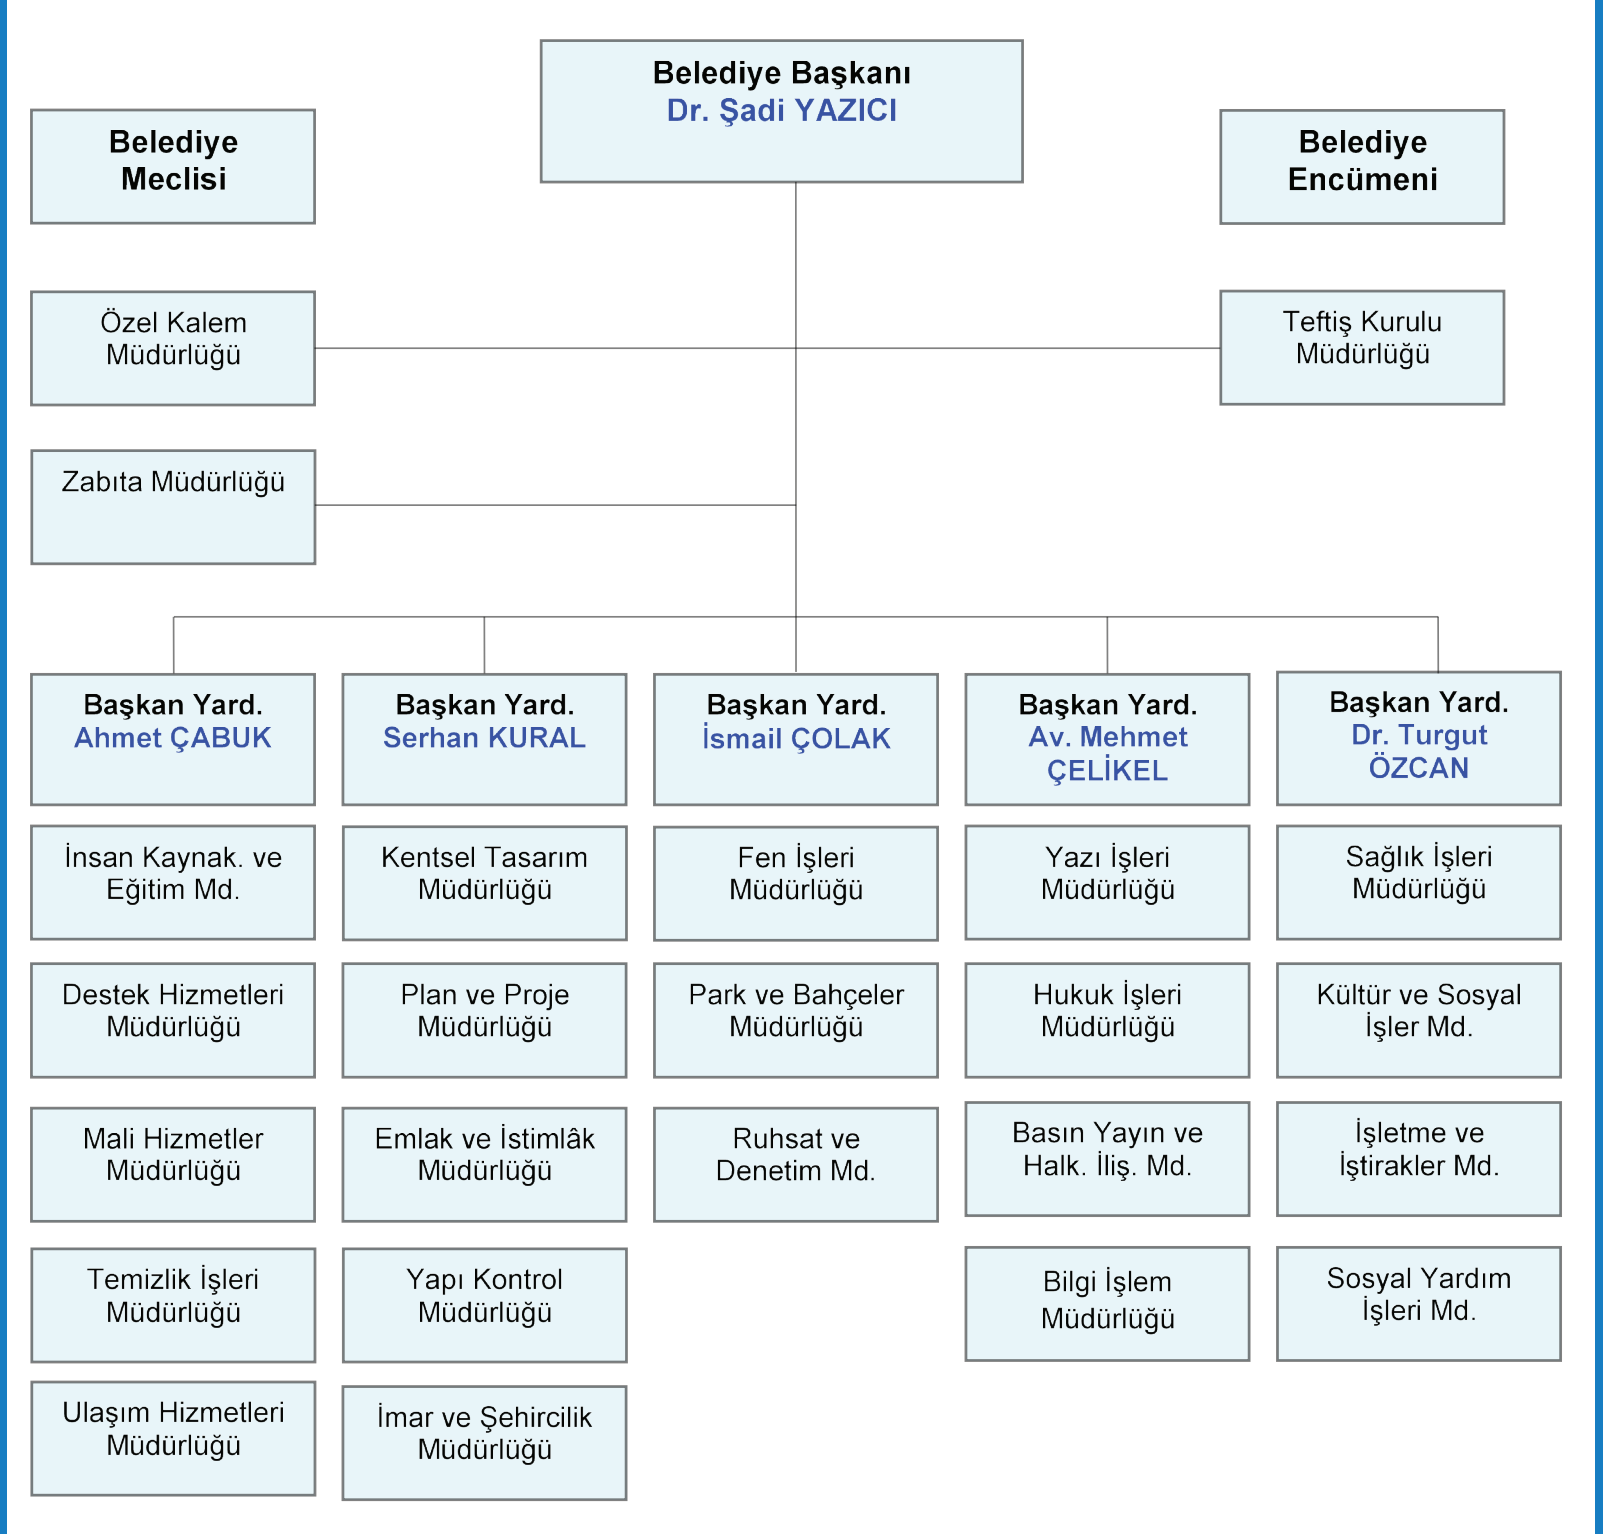 Belediye Başkanı
Dr. Şadi YAZICI
Belediye
Meclisi
Belediye
Encümeni
Özel Kalem
Müdürlüğü
Teftiş Kurulu
Müdürlüğü
Zabıta Müdürlüğü
Başkan Yard.
Ahmet ÇABUK
Başkan Yard.
Serhan KURAL
Başkan Yard.
İsmail ÇOLAK
Başkan Yard.
Av. Mehmet
ÇELİKEL
Başkan Yard.
Dr. Turgut
ÖZCAN
İnsan Kaynak. ve
Eğitim Md.
Kentsel Tasarım
Müdürlüğü
Fen İşleri
Müdürlüğü
Yazı İşleri
Müdürlüğü
Sağlık İşleri
Müdürlüğü
Destek Hizmetleri
Müdürlüğü
Plan ve Proje
Müdürlüğü
Park ve Bahçeler
Müdürlüğü
Hukuk İşleri
Müdürlüğü
Kültür ve Sosyal
İşler Md.
Mali Hizmetler
Müdürlüğü
Emlak ve İstimlâk
Müdürlüğü
Ruhsat ve
Denetim Md.
Basın Yayın ve
Halk. İliş. Md.
İşletme ve
İştirakler Md.
Temizlik İşleri
Müdürlüğü
Yapı Kontrol
Müdürlüğü
Bilgi İşlem
Müdürlüğü
Sosyal Yardım
İşleri Md.
Ulaşım Hizmetleri
Müdürlüğü
İmar ve Şehircilik
Müdürlüğü